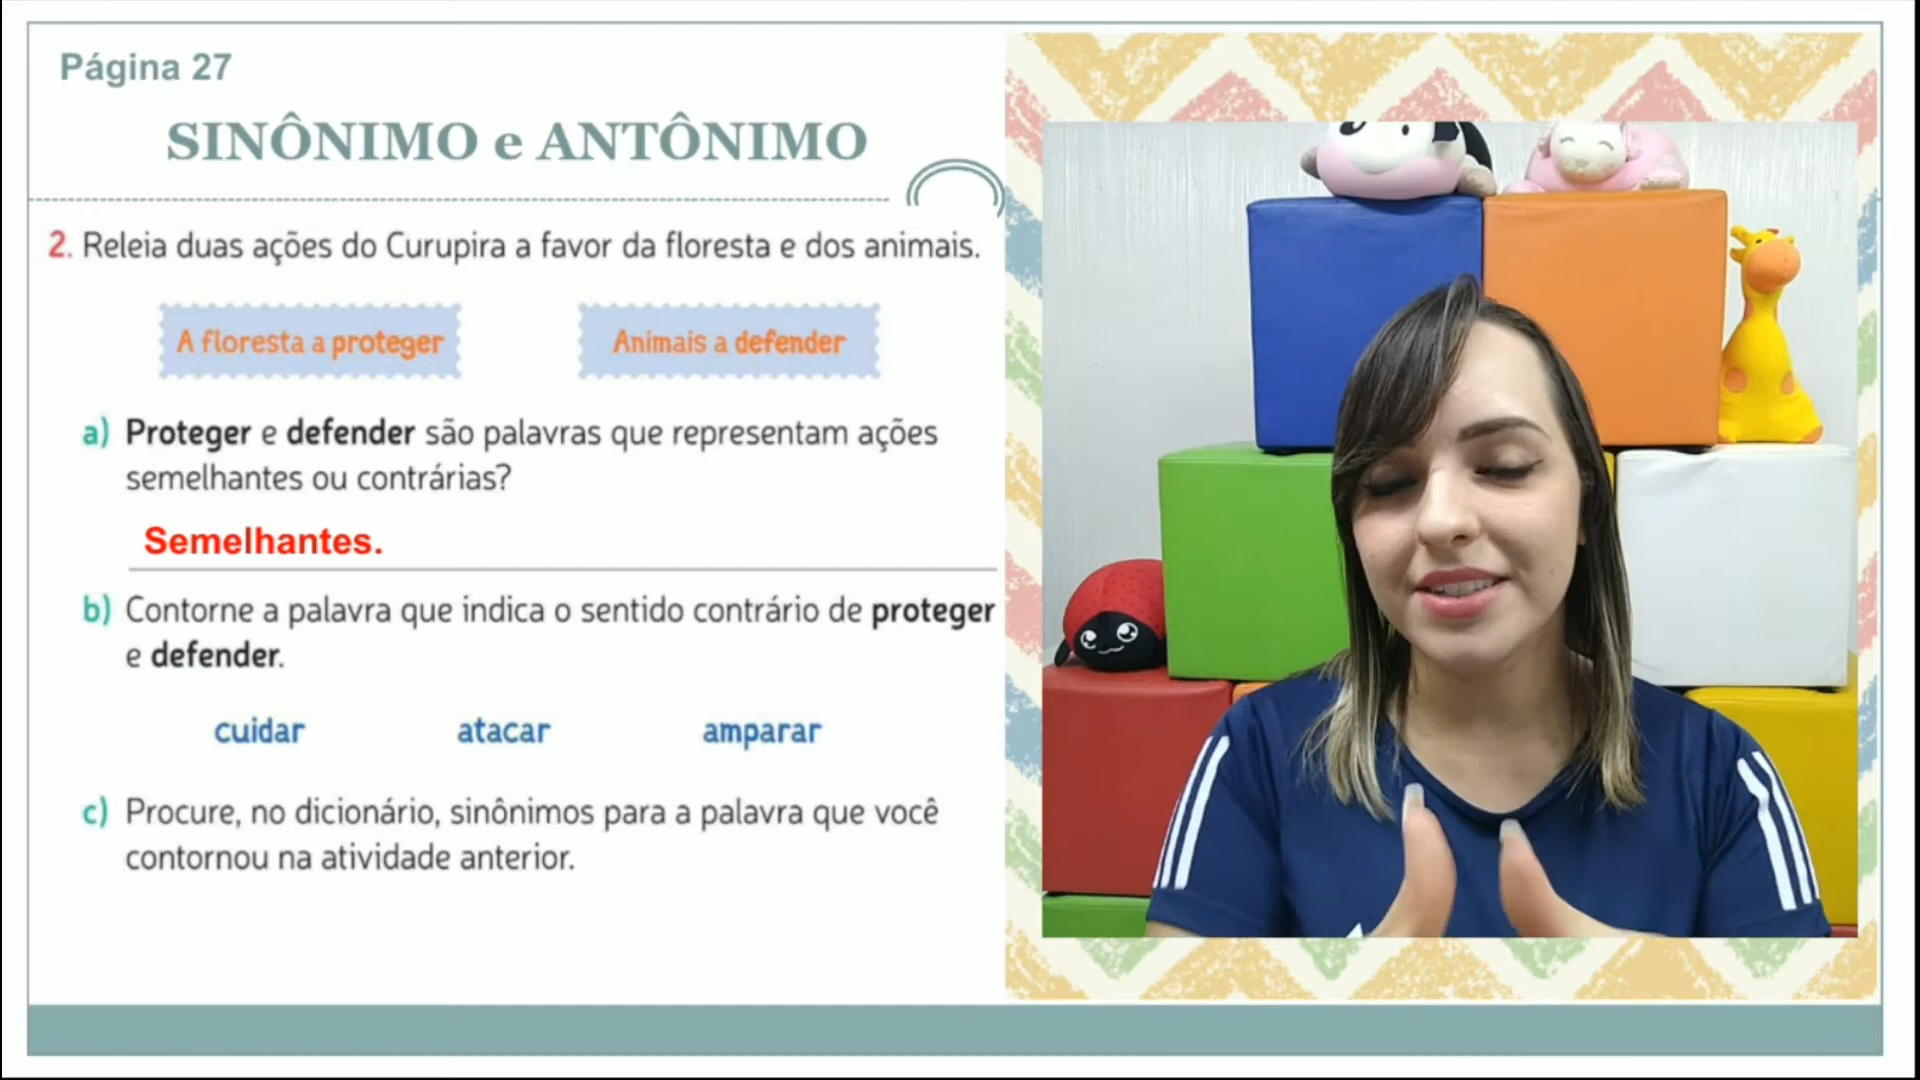 Página 27
SINÔNIMO e ANTÔNIMO
2. Releia duas ações do Curupira a favor da floresta e dos animais.
A floresta a proteger
Animais a defender
a) Proteger e defender são palavras que representam ações
semelhantes ou contrárias?
Semelhantes.
b) Contorne a palavra que indica o sentido contrário de proteger
e defender.
cuidar
atacar
amparar
c) Procure, no dicionário, sinônimos para a palavra que você
contornou na atividade anterior.